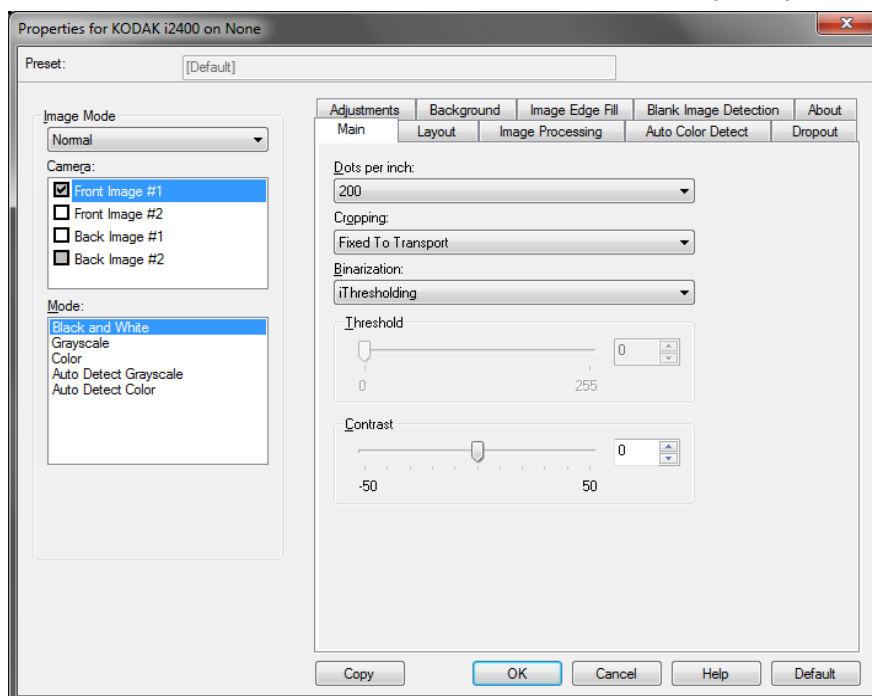 Properties for KODAK i2400 on None
Preset:
[Default]
Image Mode
Normal
Camera:
Front Image #1
Front Image #2
Back Image #1
Back Image #2
Mode:
Black and White
Grayscale
Color
Auto Detect Grayscale
Auto Detect Color
Adjustments Background Image Edge Fill Blank Image Detection About
Main Layout Image Processing Auto Color Detect Dropout
Dots per inch:
200
Cropping:
Fixed To Transport
Binarization:
iThresholding
Threshold
0
0 255
Contrast
0
-50 50
Copy OK Cancel Help Default